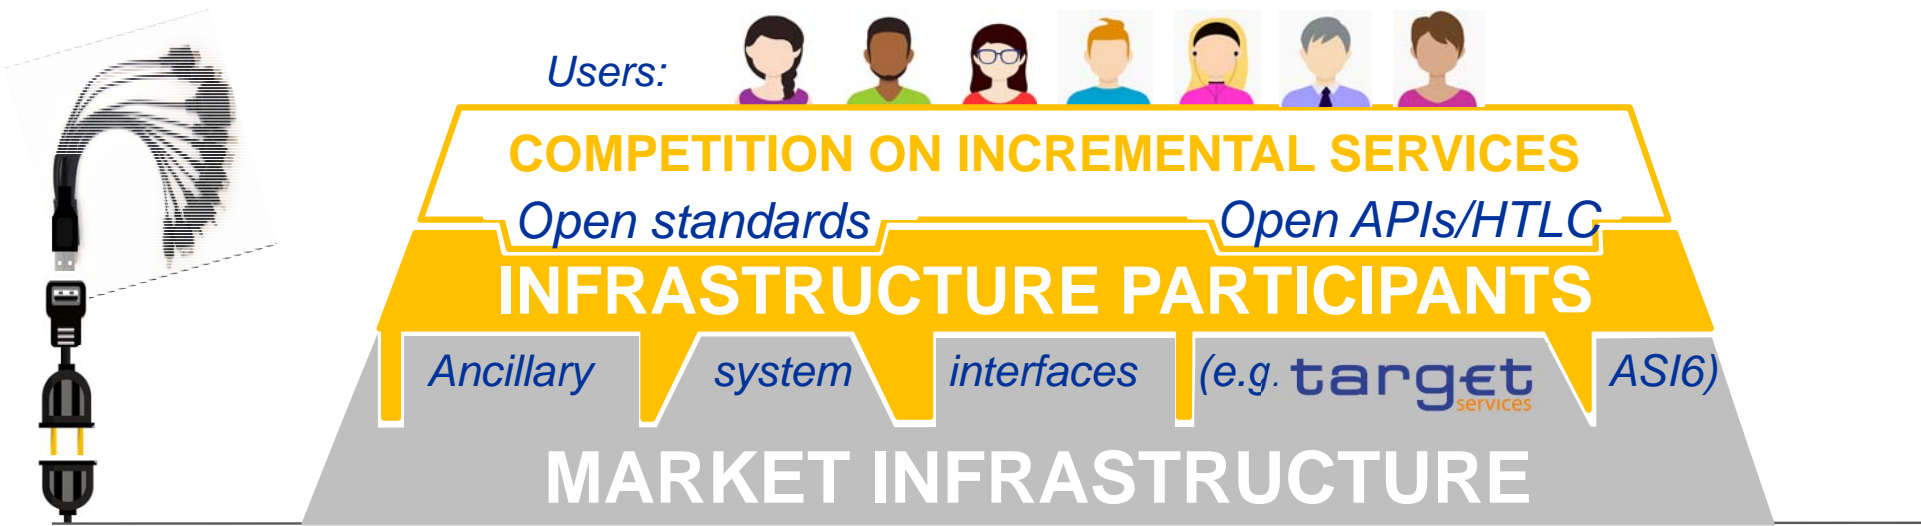 Users:
COMPETITION ON INCREMENTAL SERVICES
Open standards Open APIs/HTLC
INFRASTRUCTURE PARTICIPANTS
Ancillary system interfaces (e.g. target services ASI6)
MARKET INFRASTRUCTURE